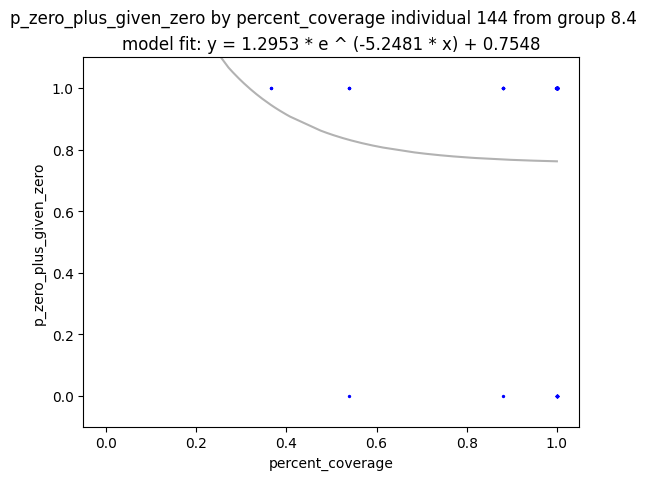 p_zero_plus_given_zero by percent_coverage individual 144 from group 8.4
model fit: y = 1.2953 * e ^ (-5.2481 * x) + 0.7548
1.0
0.8
0.6
0.4
0.2
0.0
p_zero_plus_given_zero
0.0 0.2 0.4 0.6 0.8 1.0
percent_coverage